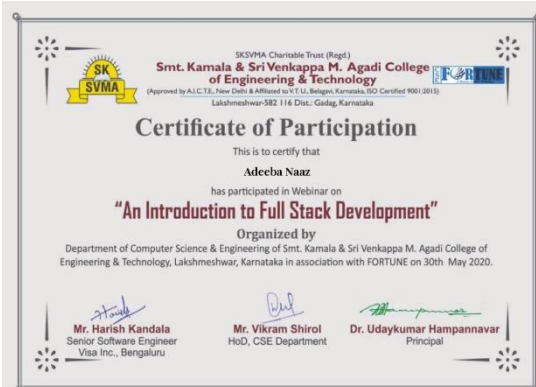 SK
SVMA
SKSVMA Charitable Trust (Regd.)
Smt. Kamala & Sri Venkappa M. Agadi College
of Engineering & Technology
(Approved by A.I.C.T.E., New Delhi & Affiliated to V.T. U., Belagavi, Karnataka, ISO Certified 9001:2015)
Lakshmeshwar-582 116 Dist.: Gadag, Karnataka
FORTUNE
Certificate of Participation
This is to certify that
Adeeba Naaz
has participated in Webinar on
“An Introduction to Full Stack Development”
Organized by
Department of Computer Science & Engineering of Smt. Kamala & Sri Venkappa M. Agadi College of
Engineering & Technology, Lakshmeshwar, Karnataka in association with FORTUNE on 30th May 2020.
Mr. Harish Kandala
Senior Software Engineer
Visa Inc., Bengaluru
Mr. Vikram Shirol
HoD, CSE Department
Dr. Udaykumar Hampannavar
Principal